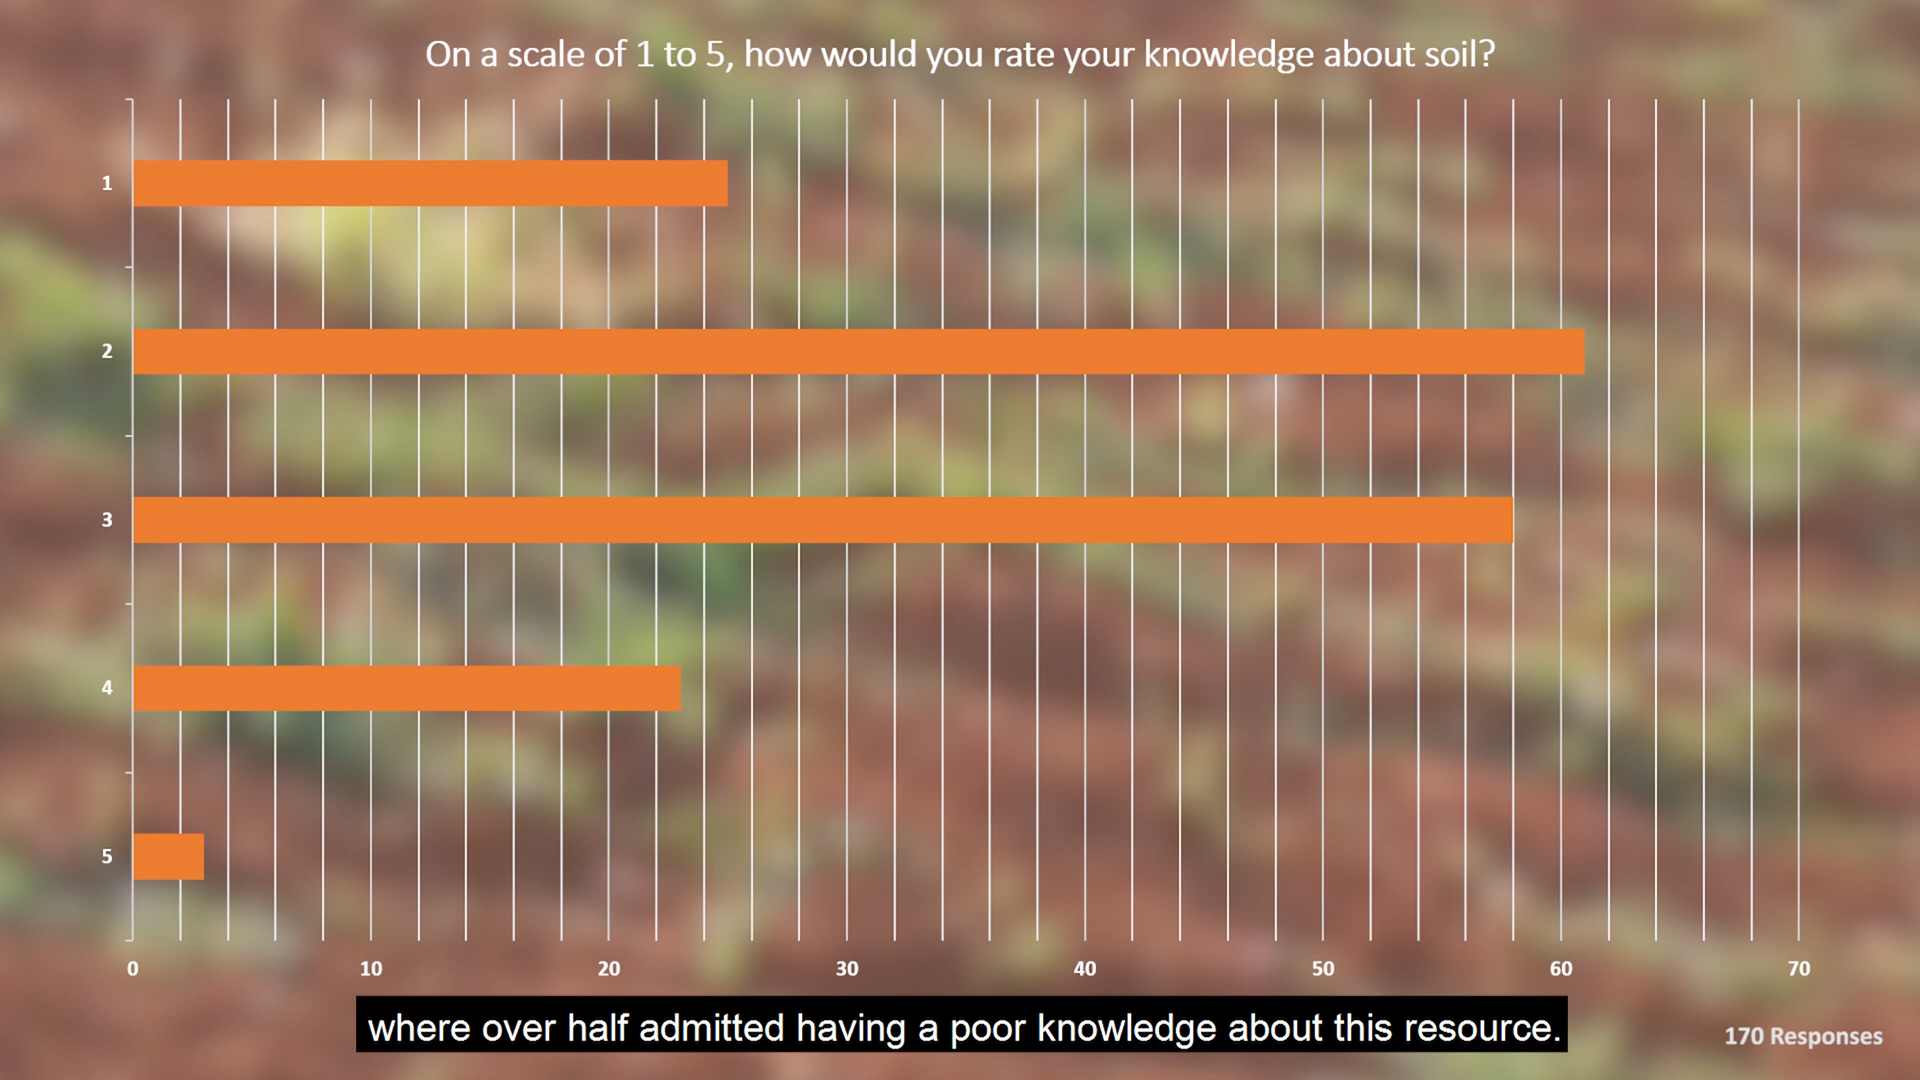 On a scale of 1 to 5, how would you rate your knowledge about soil?
1
2
3
4
5
0 10 20 30 40 50 60 70
where over half admitted having a poor knowledge about this resource.
170 Responses